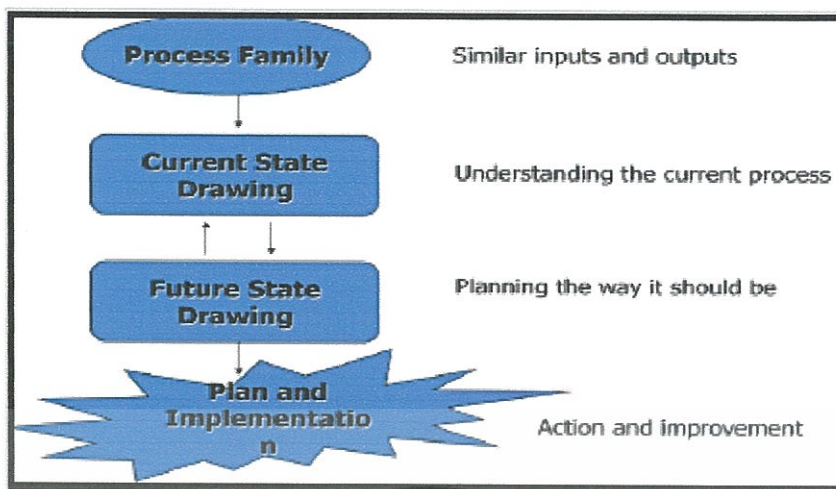 Process Family
Similar inputs and outputs
Current State
Drawing
Understanding the current process
Future State
Drawing
Planning the way it should be
Plan and
Implementatio
n
Action and improvement